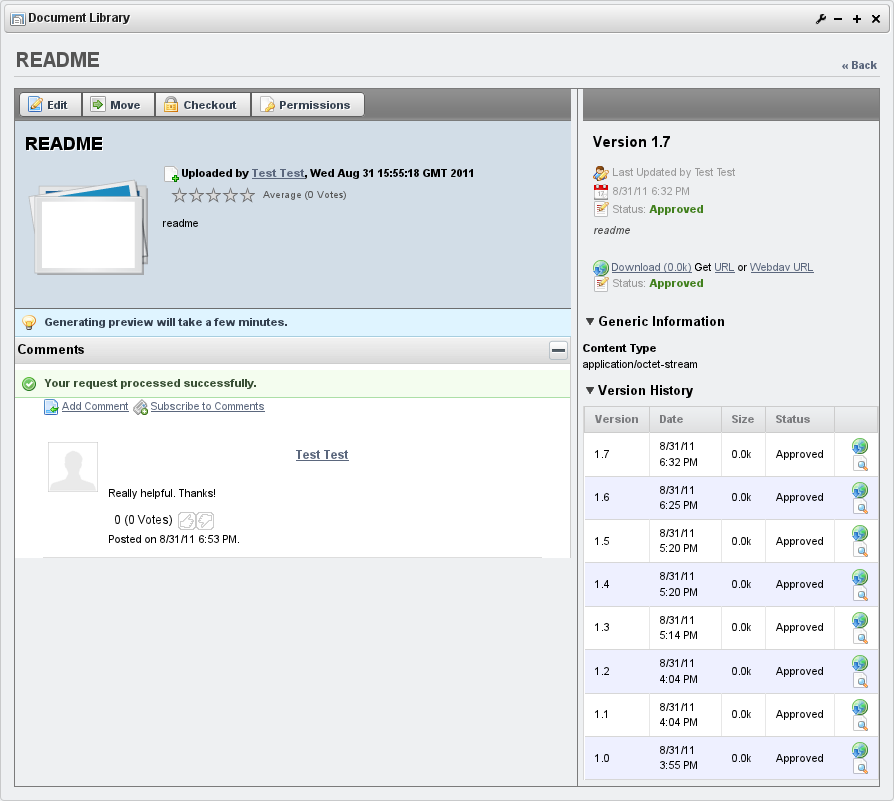 Document Library
README
« Back
Edit Move Checkout Permissions
README
Uploaded by Test Test, Wed Aug 31 15:55:18 GMT 2011
Average (0 Votes)
readme
Generating preview will take a few minutes.
Comments
Your request processed successfully.
Add Comment Subscribe to Comments
Test Test
Really helpful. Thanks!
0 (0 Votes)
Posted on 8/31/11 6:53 PM.
Version 1.7
Last Updated by Test Test
8/31/11 6:32 PM
Status: Approved
readme
Download (0.0k) Get URL or Webdav URL
Status: Approved
Generic Information
Content Type
application/octet-stream
Version History
Version Date Size Status
1.7 8/31/11 6:32 PM 0.0k Approved
1.6 8/31/11 6:25 PM 0.0k Approved
1.5 8/31/11 5:20 PM 0.0k Approved
1.4 8/31/11 5:20 PM 0.0k Approved
1.3 8/31/11 5:14 PM 0.0k Approved
1.2 8/31/11 4:04 PM 0.0k Approved
1.1 8/31/11 4:04 PM 0.0k Approved
1.0 8/31/11 3:55 PM 0.0k Approved